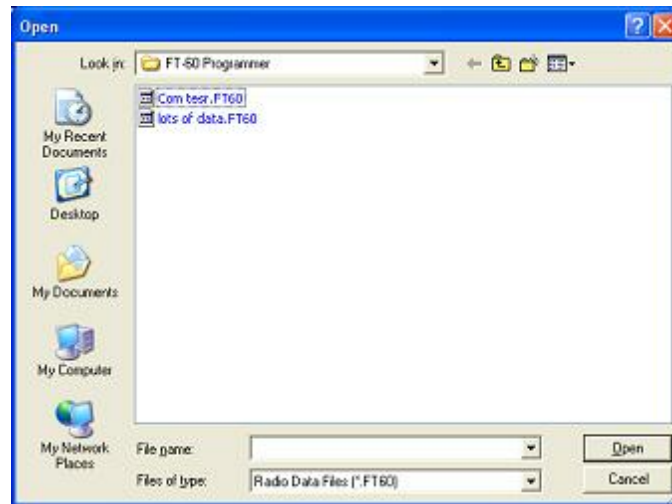 Open
Look in: FT-60 Programmer
Com tesr.FT60
lots of data.FT60
My Recent
Documents
Desktop
My Documents
My Computer
My Network
Places
File name:
Open
Files of type: Radio Data Files (*.FT60)
Cancel